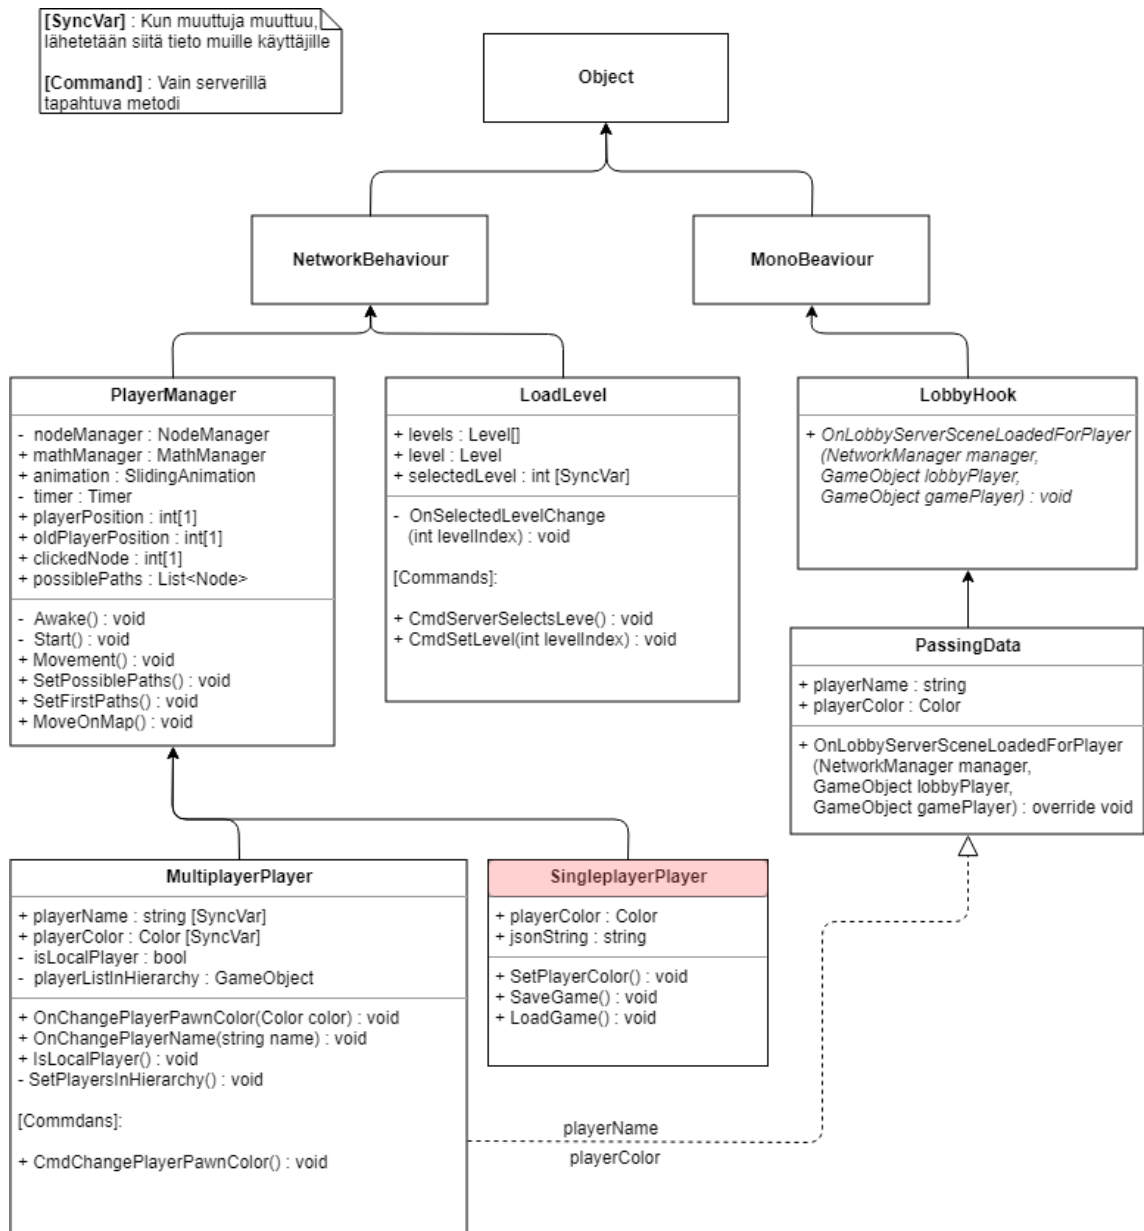 [SyncVar] : Kun muuttuja muuttuu,
lähetetään siitä tieto muille käyttäjille
[Command] : Vain serverillä
tapahtuva metodi
Object
NetworkBehaviour
MonoBeaviour
PlayerManager
- nodeManager : NodeManager
+ mathManager : MathManager
+ animation : SlidingAnimation
- timer : Timer
+ playerPosition : int[1]
+ oldPlayerPosition : int[1]
+ clickedNode : int[1]
+ possiblePaths : List<Node>
- Awake() : void
- Start() : void
+ Movement() : void
+ SetPossiblePaths() : void
+ SetFirstPaths() : void
+ MoveOnMap() : void
LoadLevel
+ levels : Level[]
+ level : Level
+ selectedLevel : int [SyncVar]
- OnSelectedLevelChange
(int levelIndex) : void
[Commands]:
+ CmdServerSelectsLeve() : void
+ CmdSetLevel(int levelIndex) : void
LobbyHook
+ OnLobbyServerSceneLoadedForPlayer
(NetworkManager manager,
GameObject lobbyPlayer,
GameObject gamePlayer) : void
PassingData
+ playerName : string
+ playerColor : Color
+ OnLobbyServerSceneLoadedForPlayer
(NetworkManager manager,
GameObject lobbyPlayer,
GameObject gamePlayer) : override void
MultiplayerPlayer
+ playerName : string [SyncVar]
+ playerColor : Color [SyncVar]
- isLocalPlayer : bool
- playerListInHierarchy : GameObject
+ OnChangePlayerPawnColor(Color color) : void
+ OnChangePlayerName(string name) : void
+ IsLocalPlayer() : void
- SetPlayersInHierarchy() : void
[Commdans]:
+ CmdChangePlayerPawnColor() : void
SingleplayerPlayer
+ playerColor : Color
+ jsonString : string
+ SetPlayerColor() : void
+ SaveGame() : void
+ LoadGame() : void
playerName
playerColor